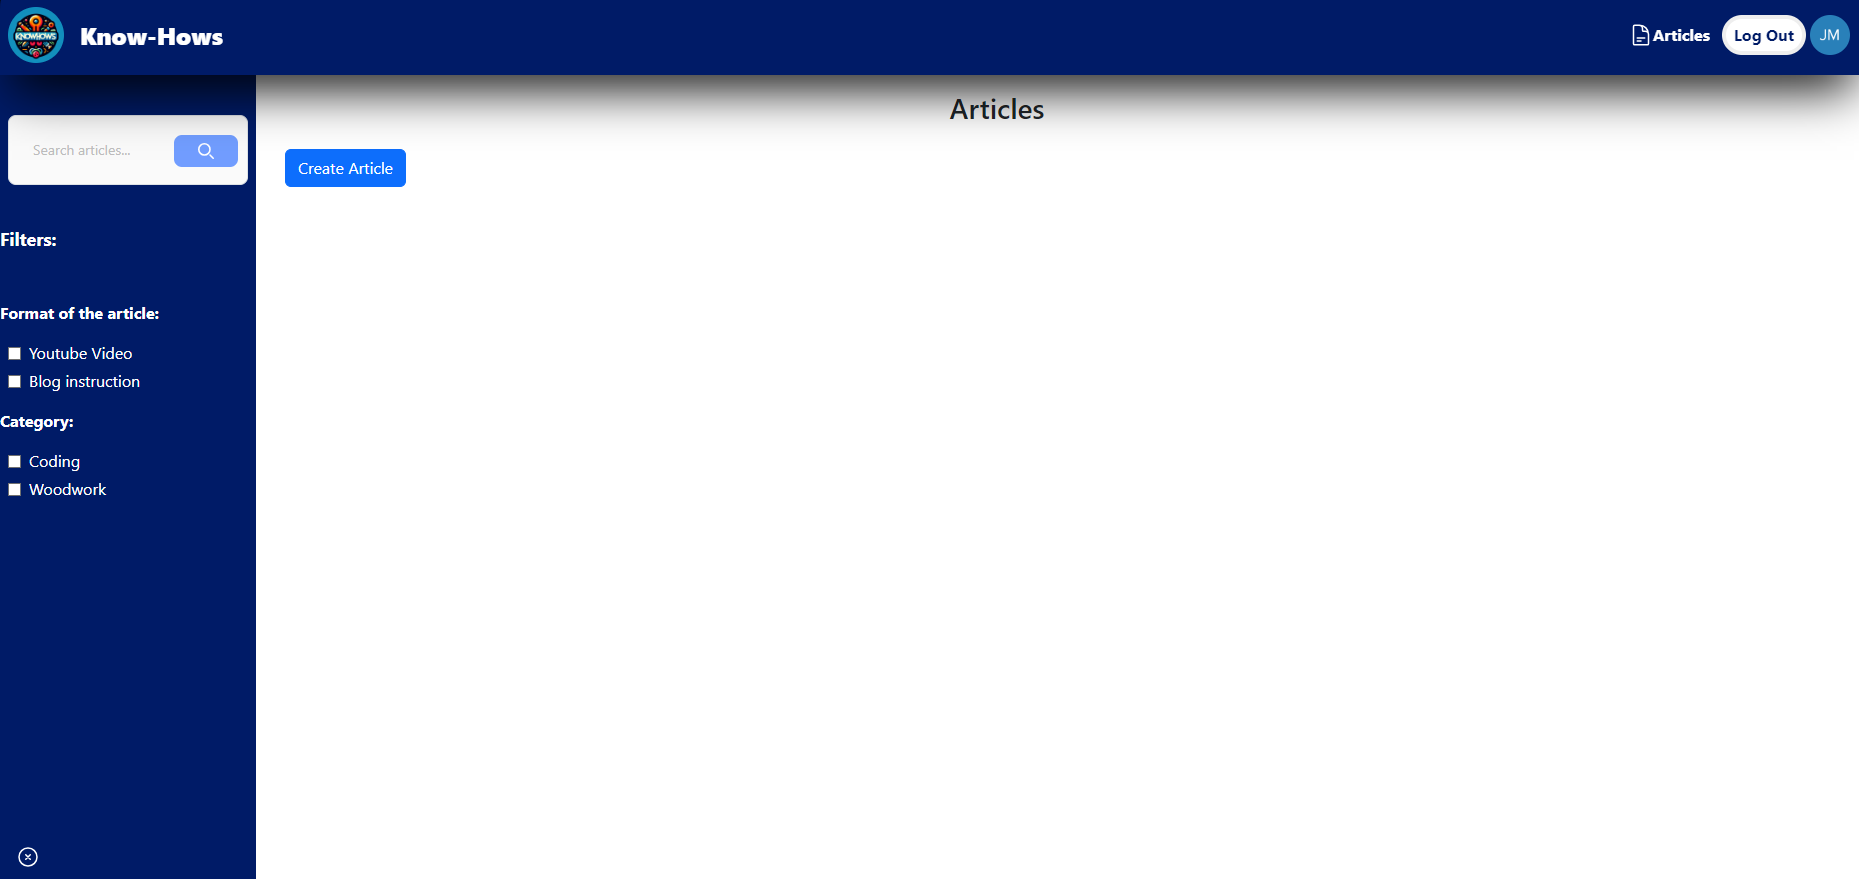 KNOWHOWS
Know-Hows
Articles
Log Out
JM
Search articles...
Filters:
Format of the article:
Youtube Video
Blog instruction
Category:
Coding
Woodwork
Articles
Create Article